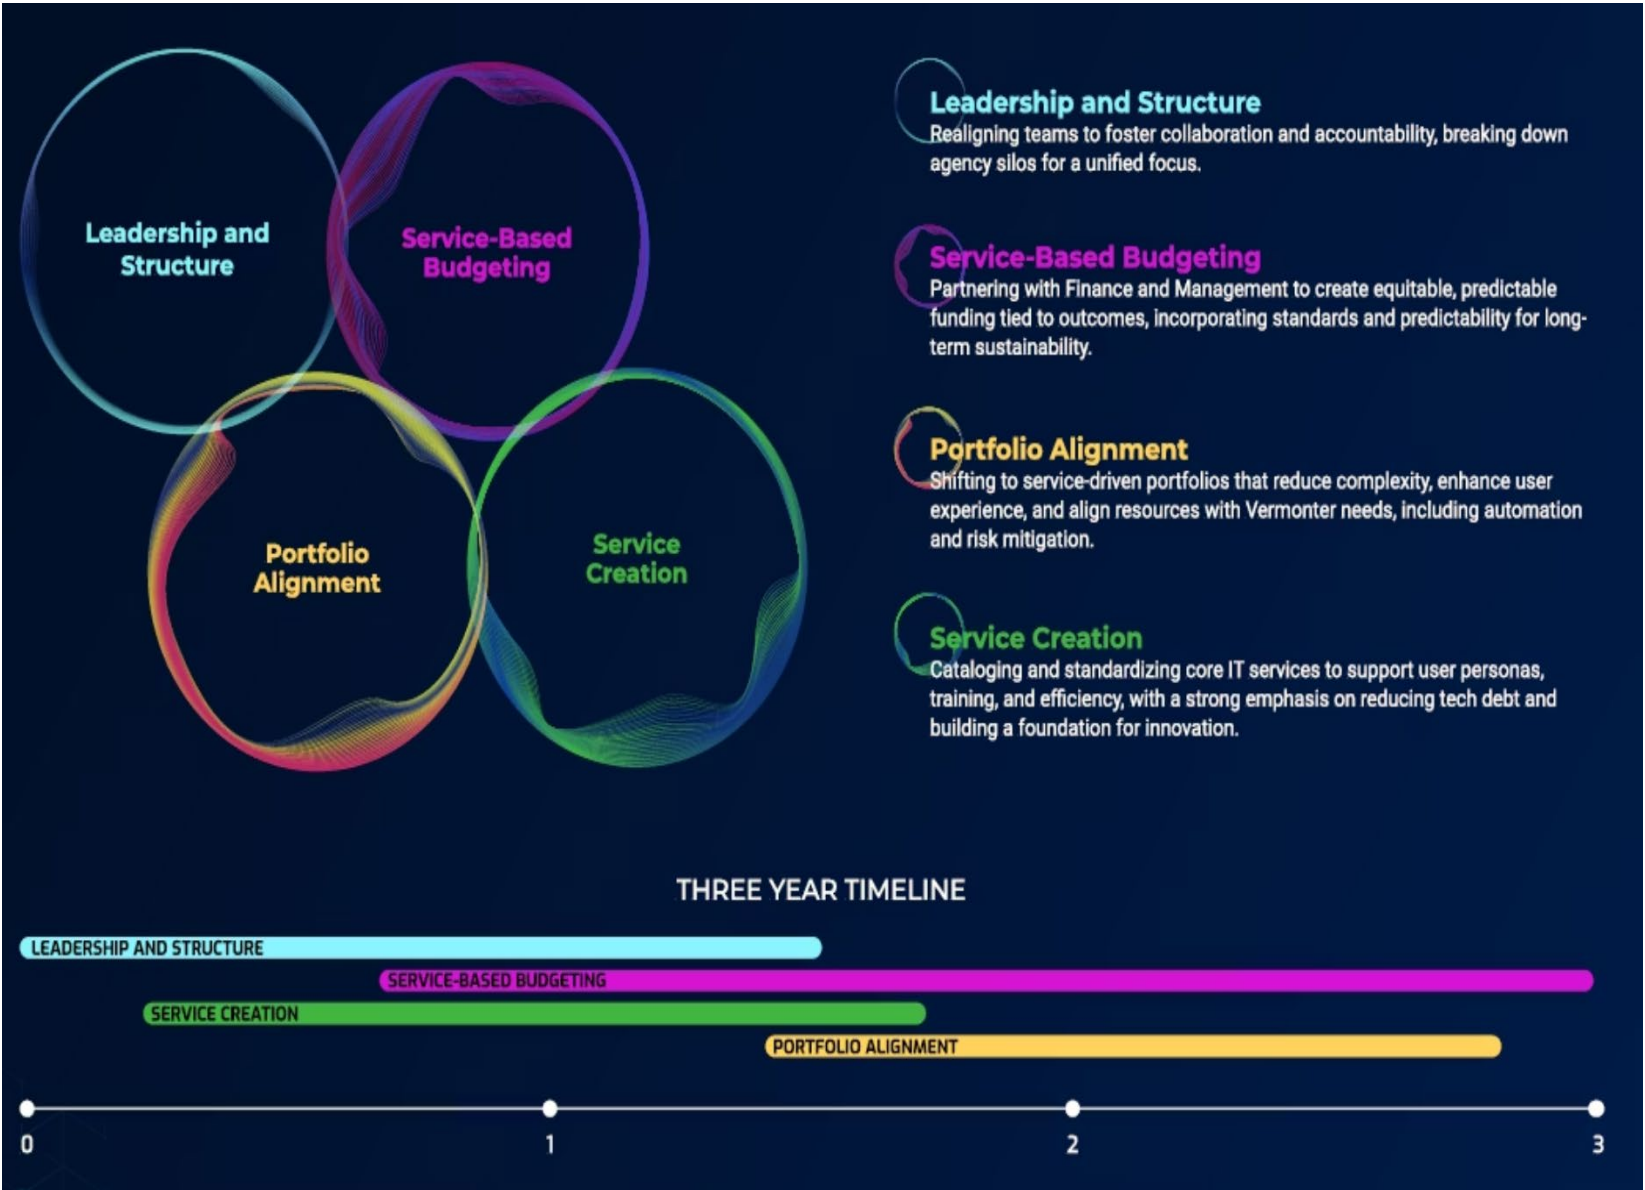 Leadership and
Structure
Service-Based
Budgeting
Portfolio
Alignment
Service
Creation
Leadership and Structure
Realigning teams to foster collaboration and accountability, breaking down
agency silos for a unified focus.
Service-Based Budgeting
Partnering with Finance and Management to create equitable, predictable
funding tied to outcomes, incorporating standards and predictability for long-
term sustainability.
Portfolio Alignment
Shifting to service-driven portfolios that reduce complexity, enhance user
experience, and align resources with Vermonter needs, including automation
and risk mitigation.
Service Creation
Cataloging and standardizing core IT services to support user personas,
training, and efficiency, with a strong emphasis on reducing tech debt and
building a foundation for innovation.
THREE YEAR TIMELINE
LEADERSHIP AND STRUCTURE
SERVICE-BASED BUDGETING
SERVICE CREATION
PORTFOLIO ALIGNMENT
0 1 2 3